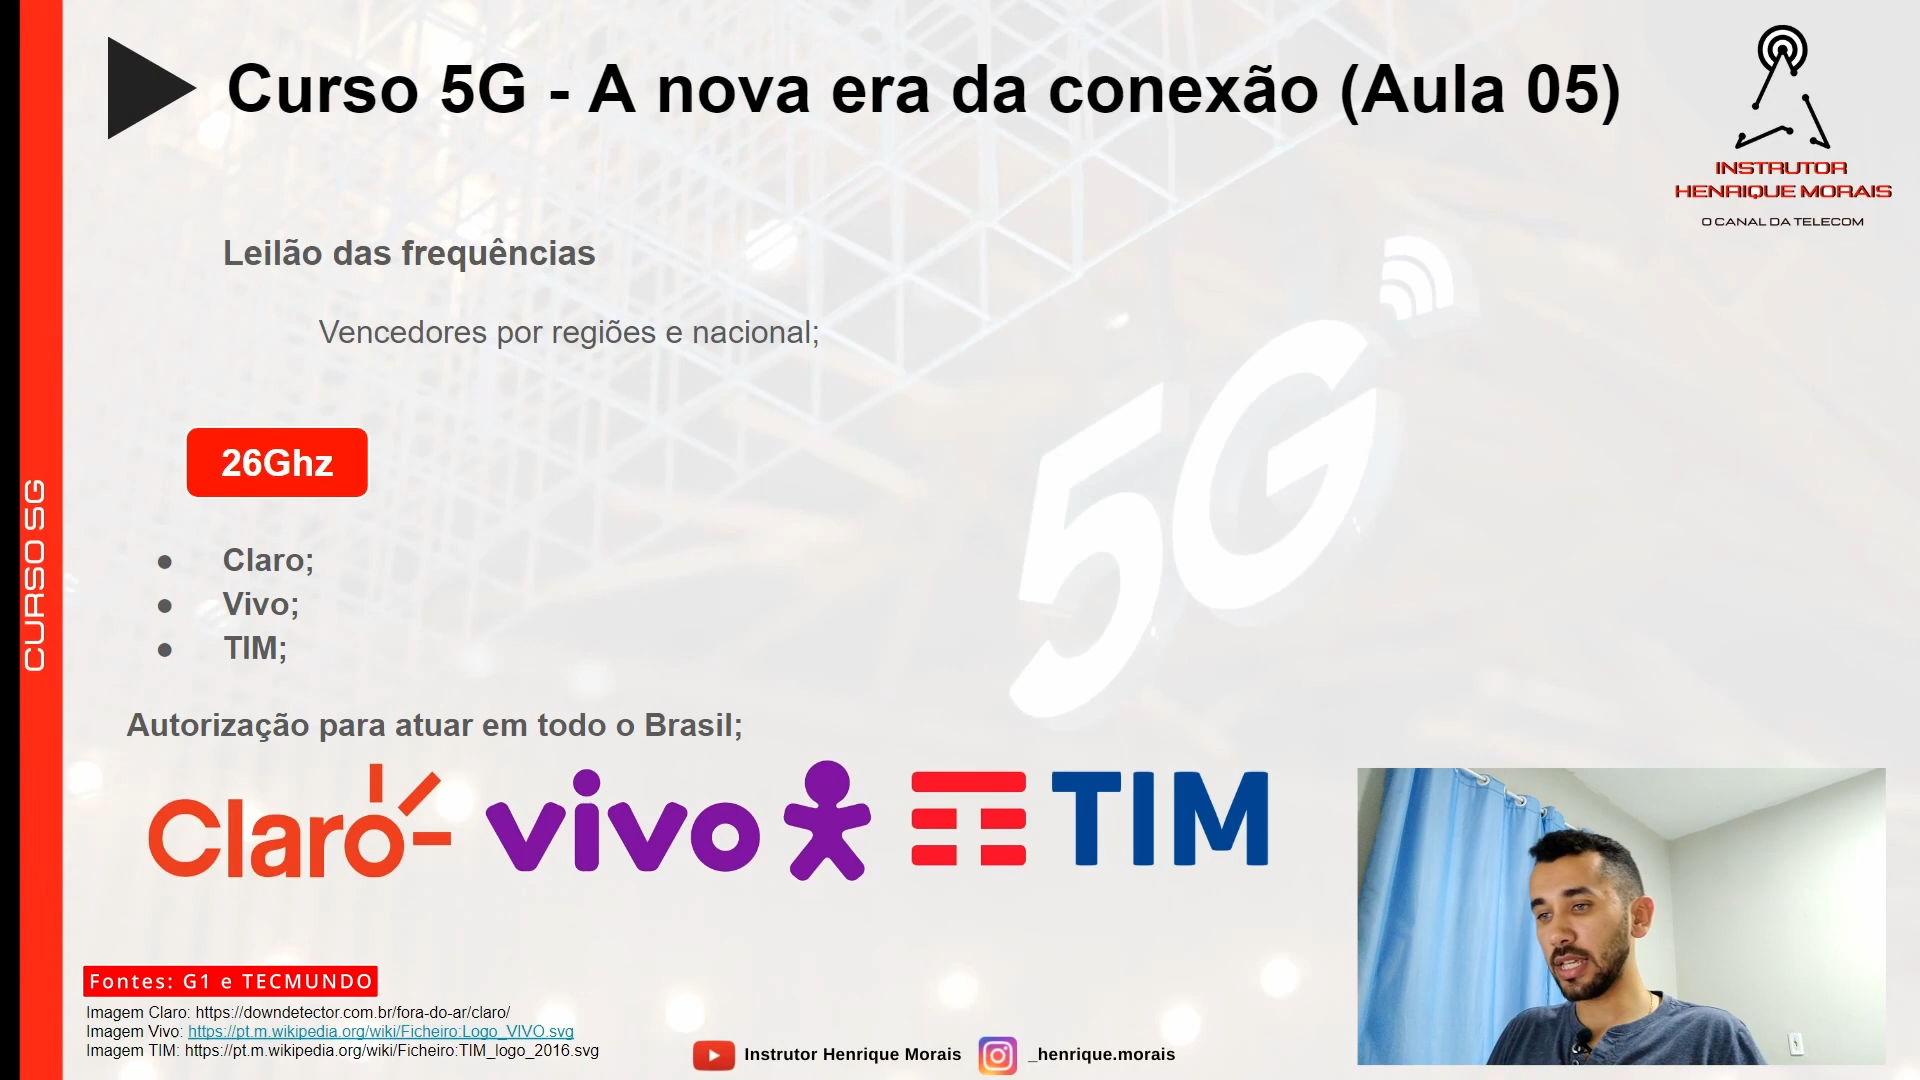 Curso 5G - A nova era da conexão (Aula 05)
INSTRUTOR
HENRIQUE MORAIS
O CANAL DA TELECOM
Leilão das frequências
Vencedores por regiões e nacional;
5G
26Ghz
CURSO 5G
● Claro;
● Vivo;
● TIM;
Autorização para atuar em todo o Brasil;
Claro vivo TIM
Fontes: G1 e TECMUNDO
Imagem Claro: https://downdetector.com.br/fora-do-ar/claro/
Imagem Vivo: https://pt.m.wikipedia.org/wiki/Ficheiro:Logo_VIVO.svg
Imagem TIM: https://pt.m.wikipedia.org/wiki/Ficheiro:TIM_logo_2016.svg
Instrutor Henrique Morais _henrique.morais